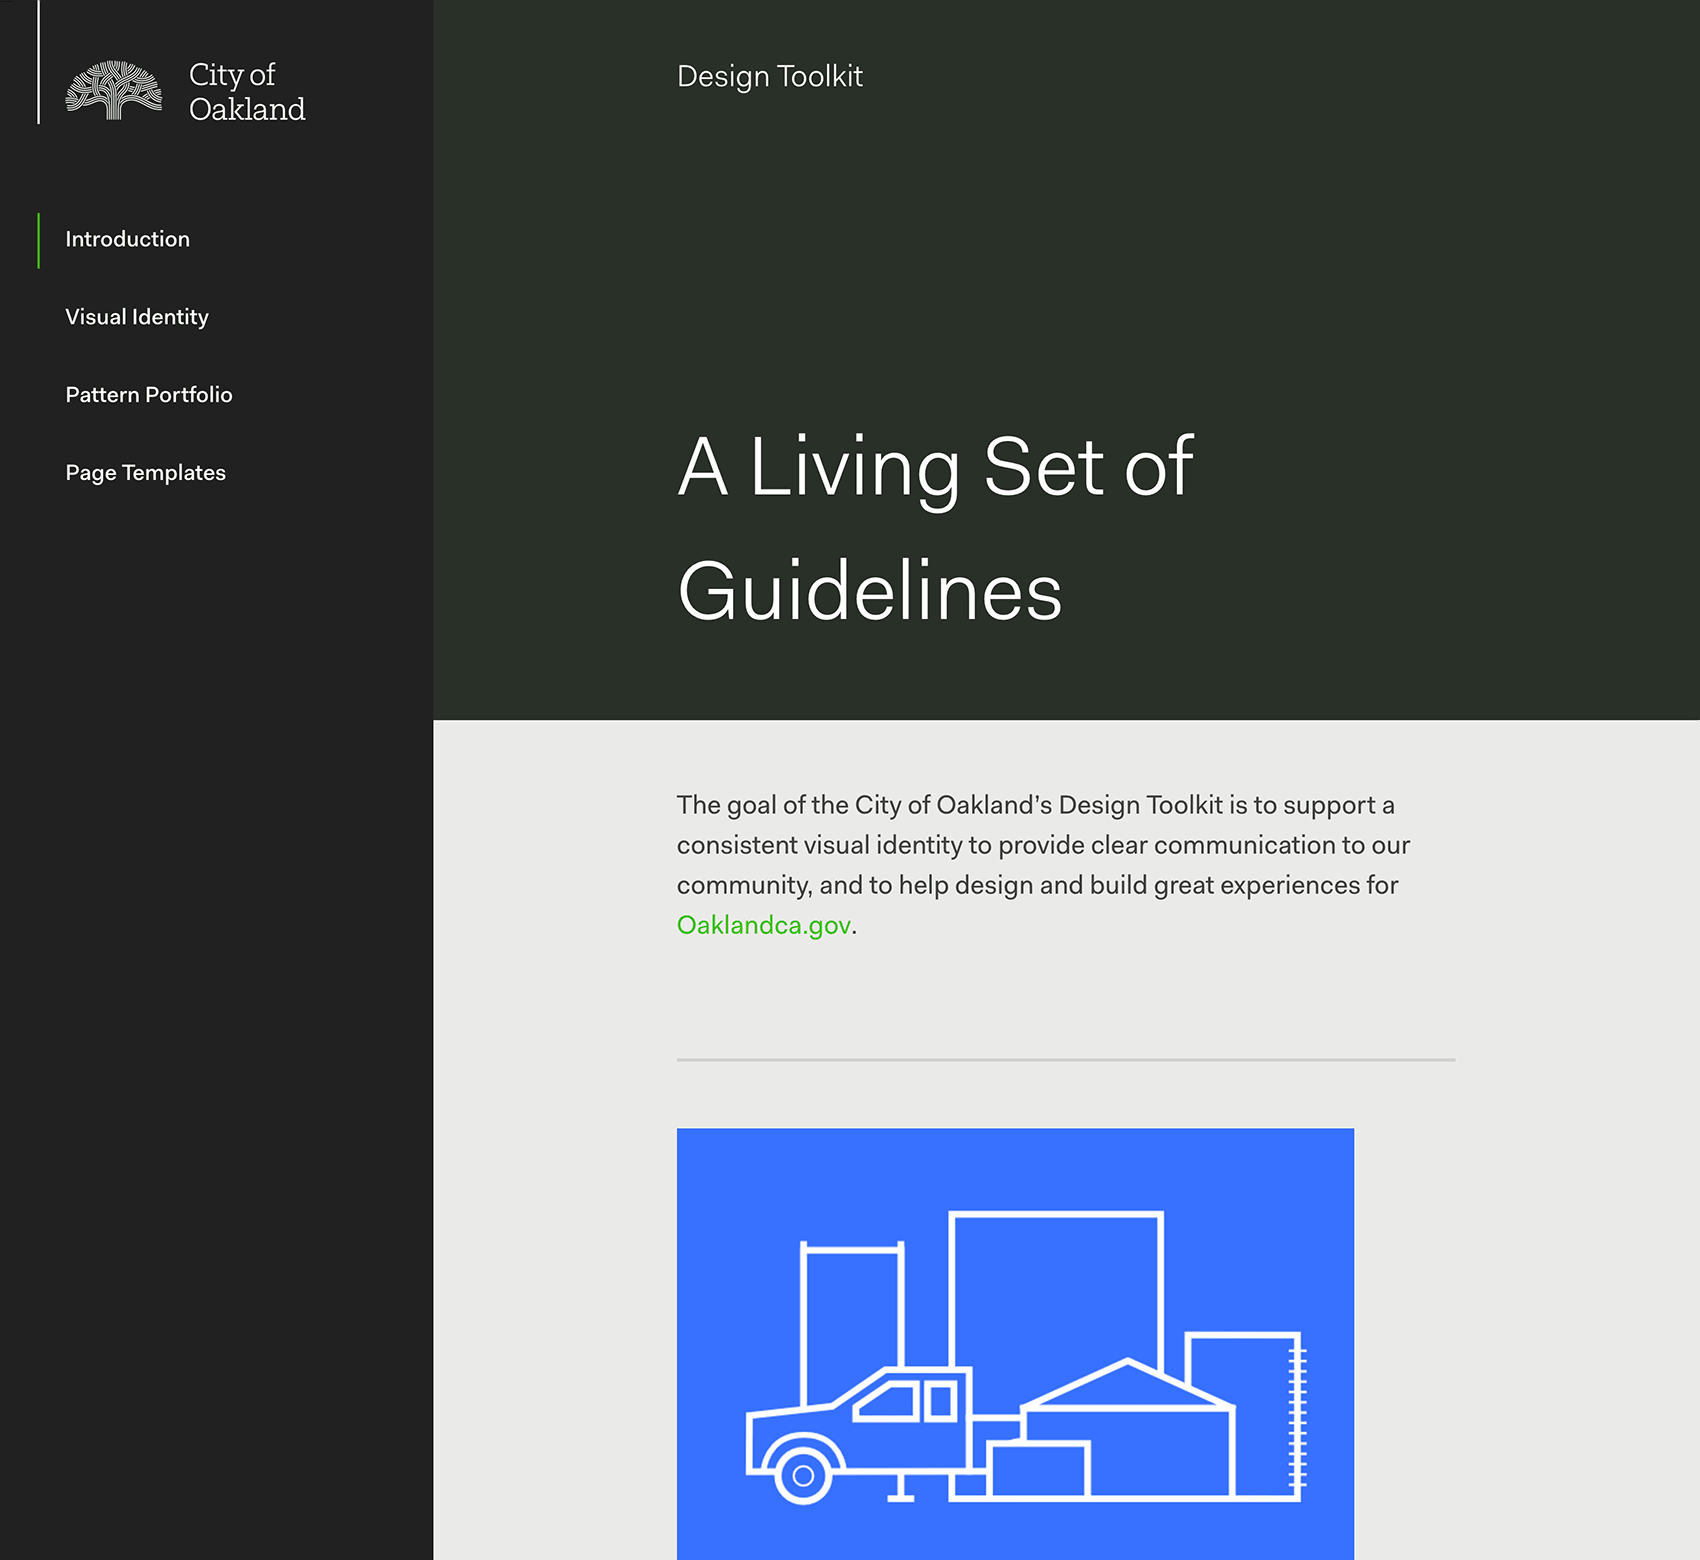 City of
Oakland
Introduction
Visual Identity
Pattern Portfolio
Page Templates
Design Toolkit
A Living Set of
Guidelines
The goal of the City of Oakland’s Design Toolkit is to support a
consistent visual identity to provide clear communication to our
community, and to help design and build great experiences for
Oaklandca.gov.